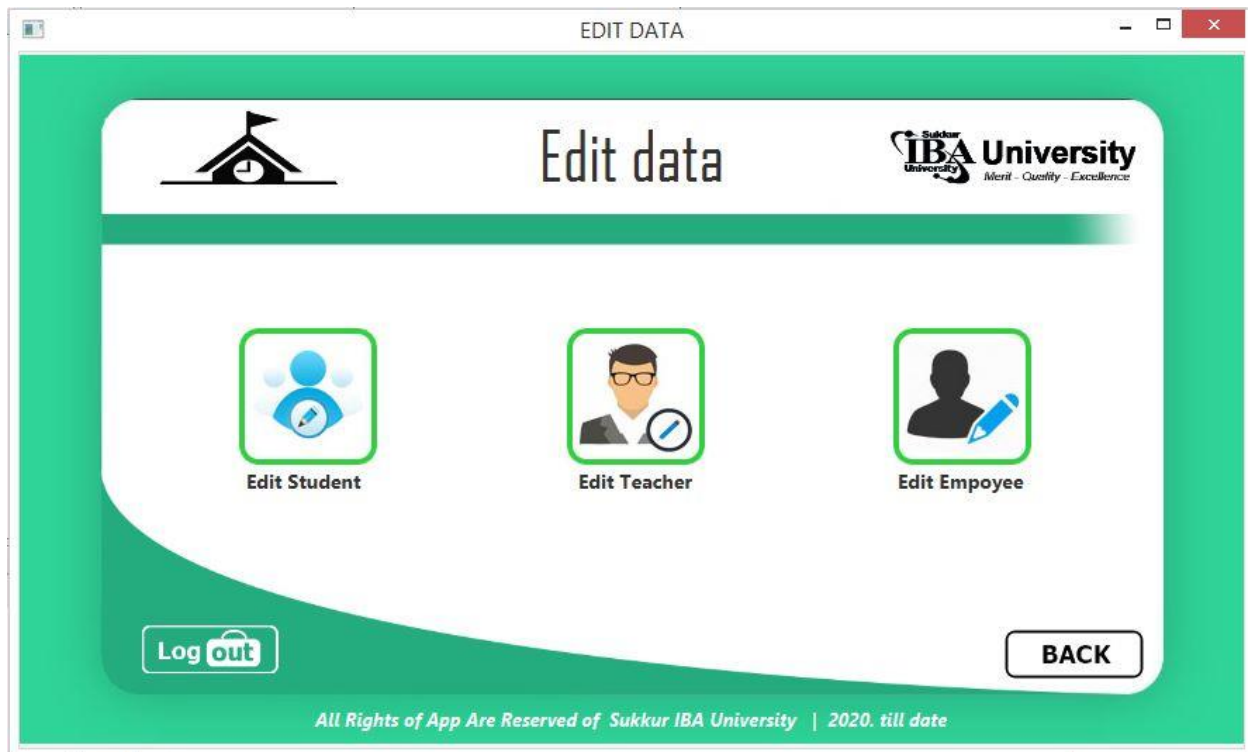 EDIT DATA
Edit data
Sukkur
IBA
University
University
Merit - Quality - Excellence
Edit Student
Edit Teacher
Edit Empoyee
Log out
BACK
All Rights of App Are Reserved of Sukkur IBA University | 2020. till date